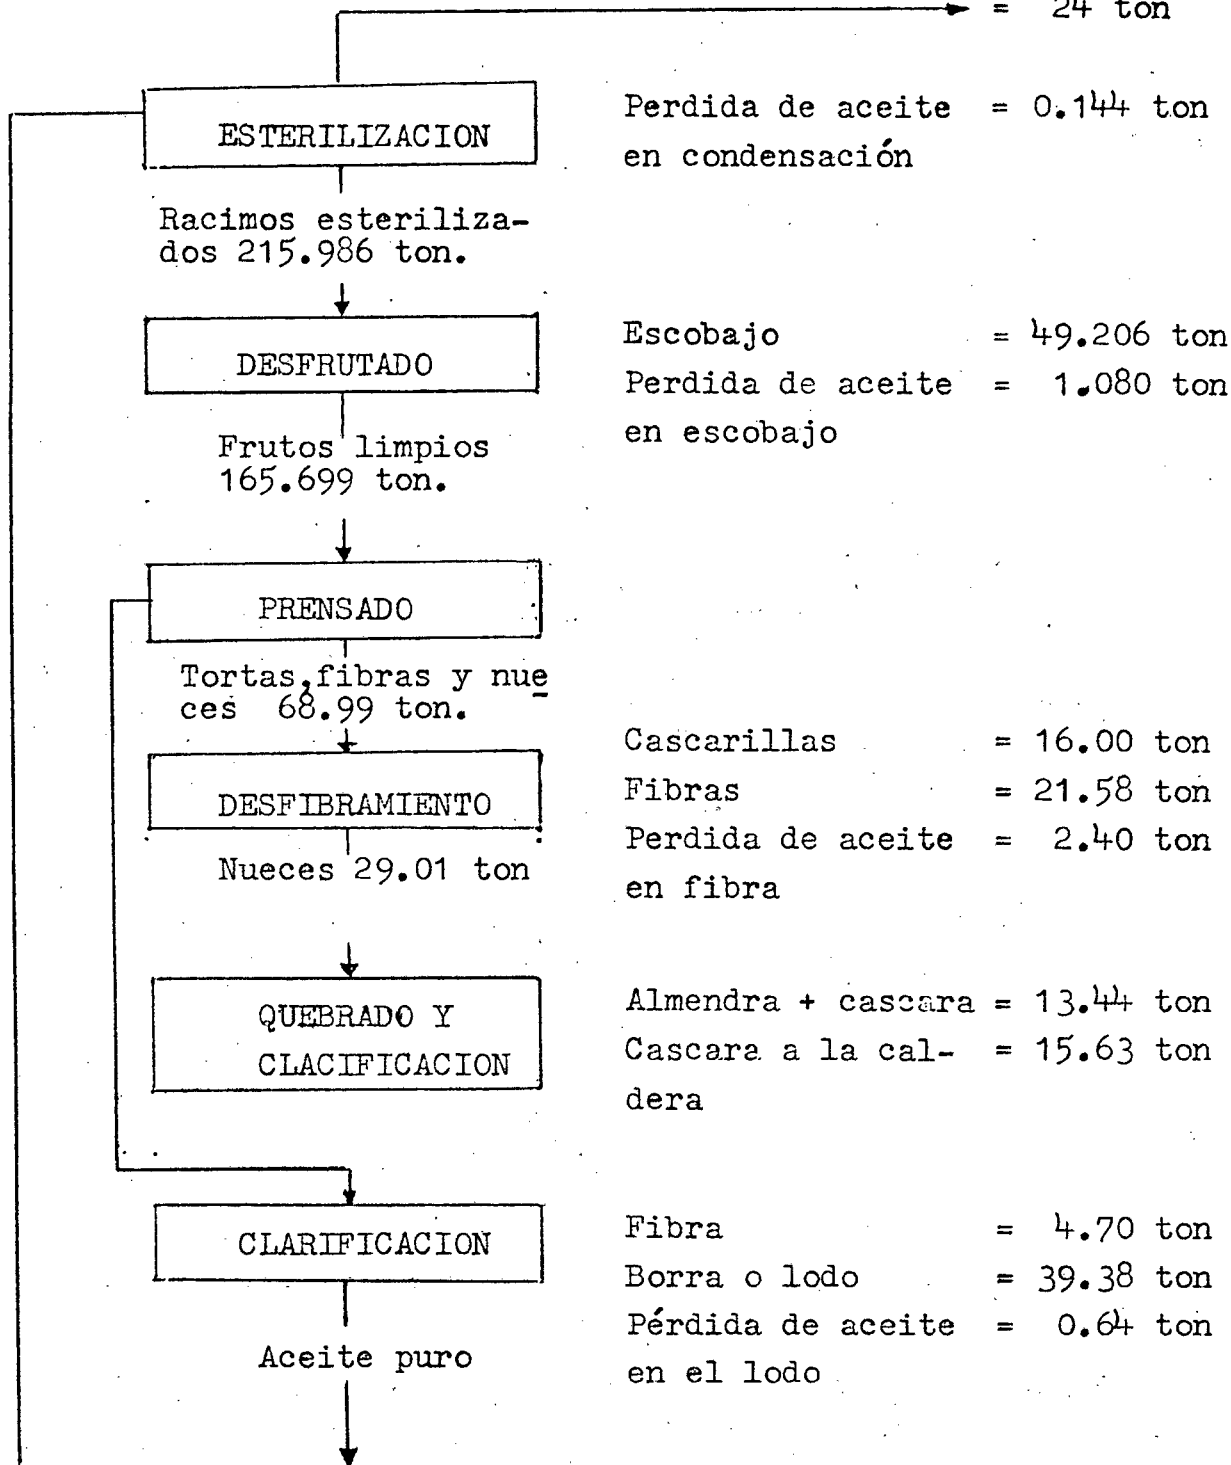 = 24 ton
ESTERILIZACION
Perdida de aceite = 0.144 ton
en condensación
Racimos esteriliza-
dos 215.986 ton.
DESFRUTADO
Escobajo = 49.206 ton
Perdida de aceite = 1.080 ton
en escobajo
Frutos limpios
165.699 ton.
PRENSADO
Tortas,fibras y nue
ces 68.99 ton.
DESFIBRAMIENTO
Cascarillas = 16.00 ton
Fibras = 21.58 ton
Perdida de aceite = 2.40 ton
en fibra
Nueces 29.01 ton
QUEBRADO Y
CLACIFICACION
Almendra + cascara = 13.44 ton
Cascara a la cal- = 15.63 ton
dera
CLARIFICACION
Fibra = 4.70 ton
Borra o lodo = 39.38 ton
Pérdida de aceite = 0.64 ton
en el lodo
Aceite puro